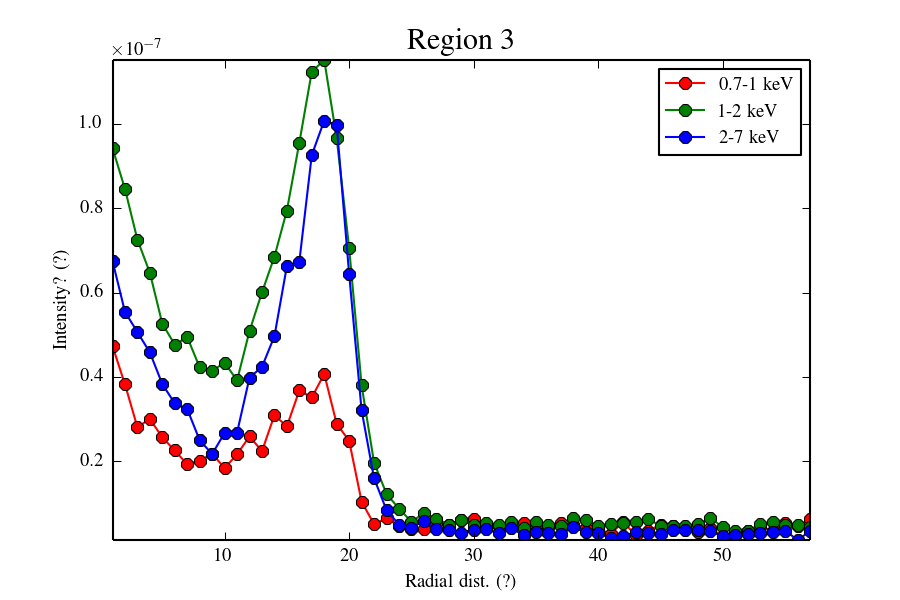 Region 3
×10⁻⁷
0.7-1 keV
1-2 keV
2-7 keV
1.0
0.8
0.6
0.4
0.2
Intensity? (?)
10 20 30 40 50
Radial dist. (?)